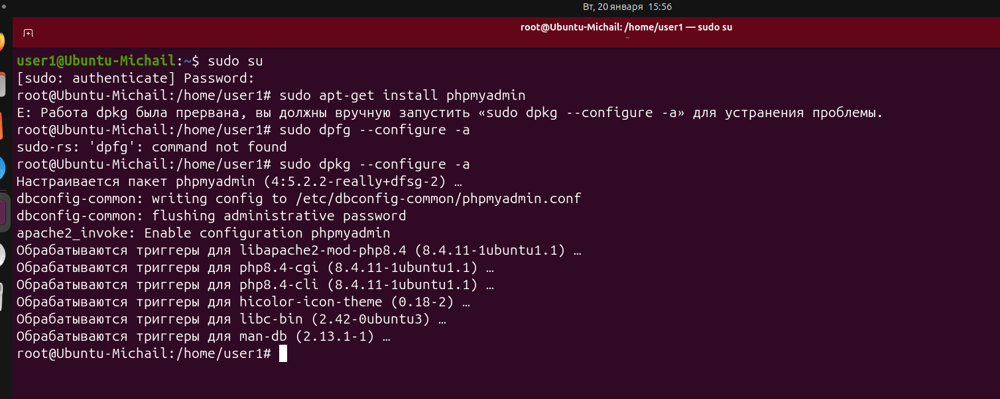 Вт, 20 января 15:56
root@Ubuntu-Michail: /home/user1 — sudo su
~
user1@Ubuntu-Michail:~$ sudo su
[sudo: authenticate] Password:
root@Ubuntu-Michail:/home/user1# sudo apt-get install phpmyadmin
E: Работа dpkg была прервана, вы должны вручную запустить «sudo dpkg --configure -a» для устранения проблемы.
root@Ubuntu-Michail:/home/user1# sudo dpfg --configure -a
sudo-rs: 'dpfg': command not found
root@Ubuntu-Michail:/home/user1# sudo dpkg --configure -a
Настраивается пакет phpmyadmin (4:5.2.2-really+dfsg-2) …
dbconfig-common: writing config to /etc/dbconfig-common/phpmyadmin.conf
dbconfig-common: flushing administrative password
apache2_invoke: Enable configuration phpmyadmin
Обрабатываются триггеры для libapache2-mod-php8.4 (8.4.11-1ubuntu1.1) …
Обрабатываются триггеры для php8.4-cgi (8.4.11-1ubuntu1.1) …
Обрабатываются триггеры для php8.4-cli (8.4.11-1ubuntu1.1) …
Обрабатываются триггеры для hicolor-icon-theme (0.18-2) …
Обрабатываются триггеры для libc-bin (2.42-0ubuntu3) …
Обрабатываются триггеры для man-db (2.13.1-1) …
root@Ubuntu-Michail:/home/user1#